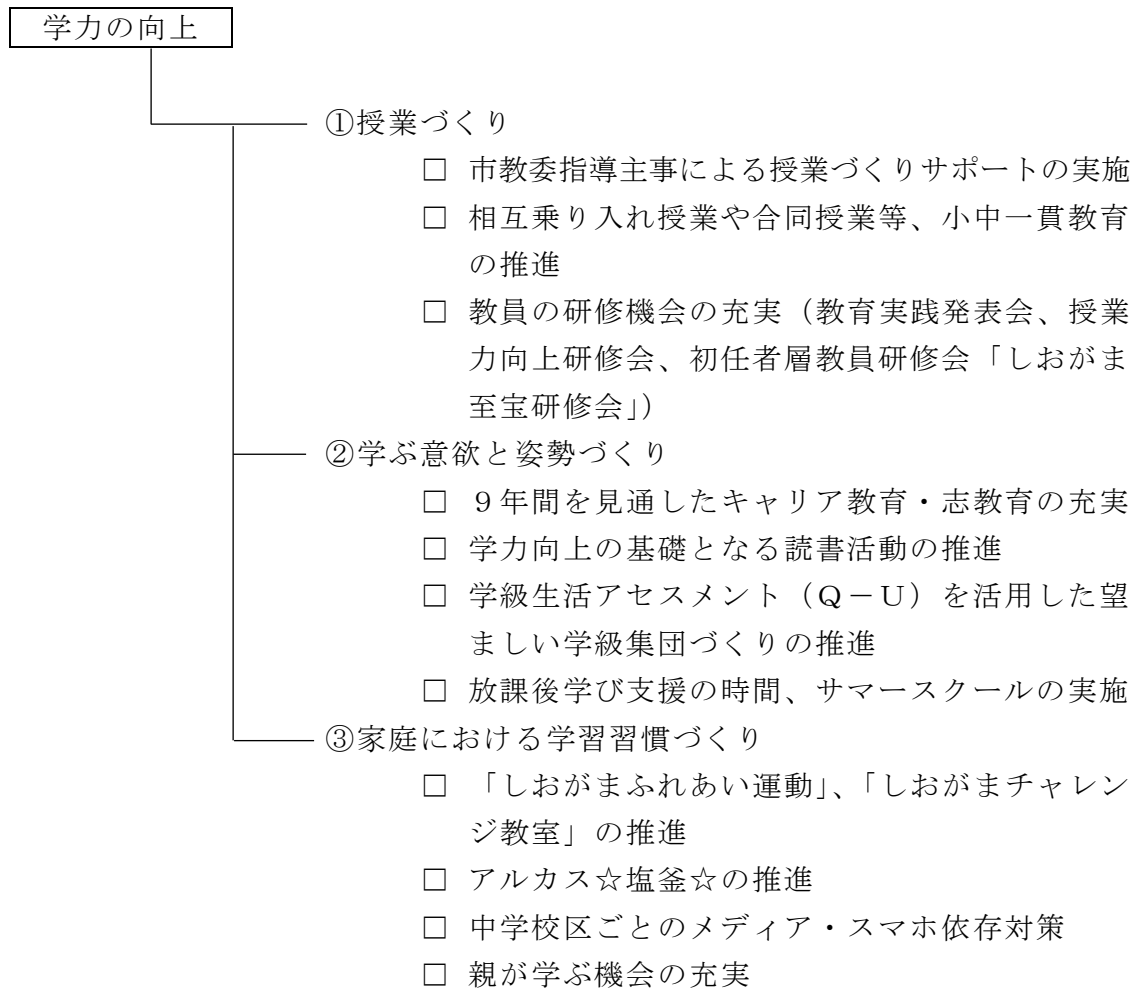 学力の向上
①授業づくり
□ 市教委指導主事による授業づくりサポートの実施
□ 相互乗り入れ授業や合同授業等、小中一貫教育
の推進
□ 教員の研修機会の充実（教育実践発表会、授業
力向上研修会、初任者層教員研修会「しおがま
至宝研修会」）
②学ぶ意欲と姿勢づくり
□ ９年間を見通したキャリア教育・志教育の充実
□ 学力向上の基礎となる読書活動の推進
□ 学級生活アセスメント（Ｑ－Ｕ）を活用した望
ましい学級集団づくりの推進
□ 放課後学び支援の時間、サマースクールの実施
③家庭における学習習慣づくり
□ 「しおがまふれあい運動」、「しおがまチャレン
ジ教室」の推進
□ アルカス☆塩釜☆の推進
□ 中学校区ごとのメディア・スマホ依存対策
□ 親が学ぶ機会の充実